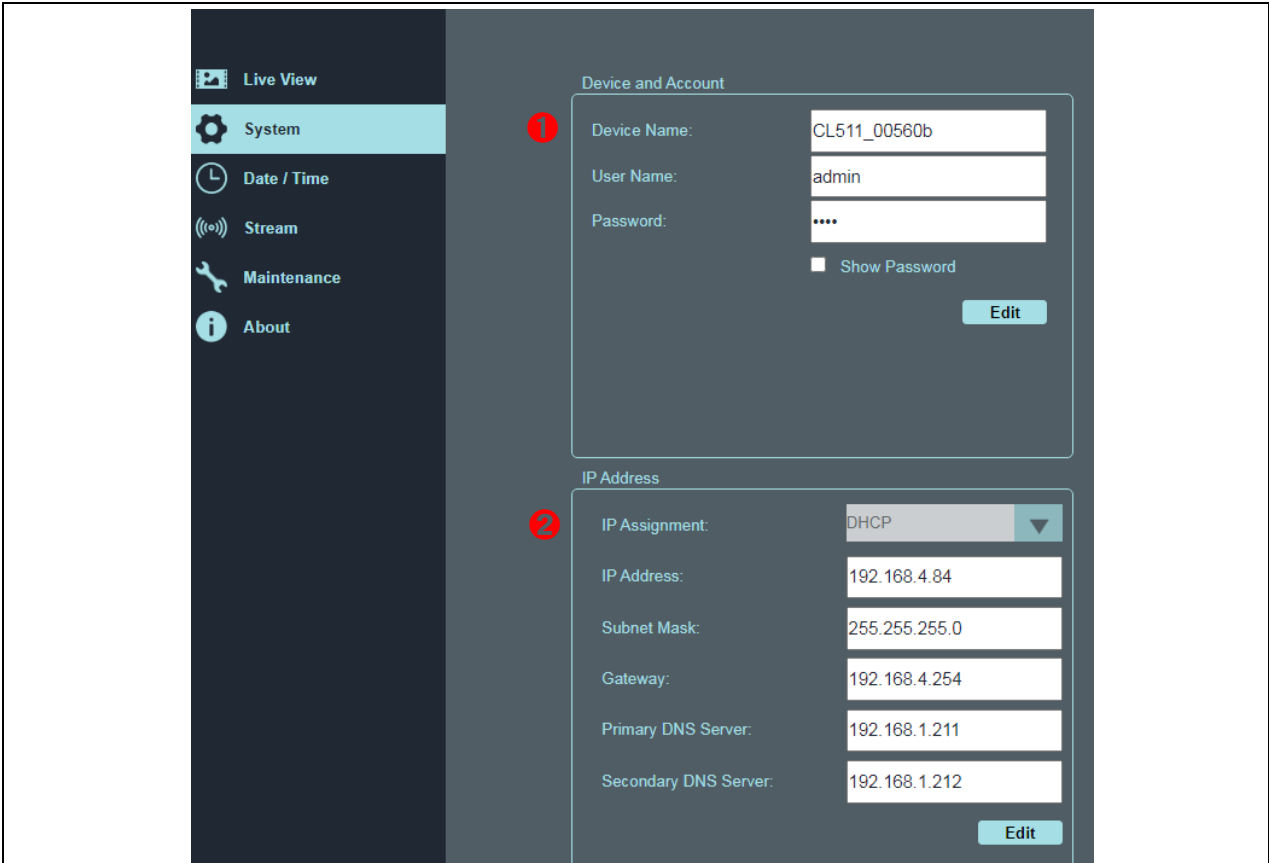 Live View
System
Date / Time
Stream
Maintenance
About
Device and Account
1
Device Name: CL511_00560b
User Name: admin
Password: ••••
Show Password
Edit
IP Address
2
IP Assignment: DHCP
IP Address: 192.168.4.84
Subnet Mask: 255.255.255.0
Gateway: 192.168.4.254
Primary DNS Server: 192.168.1.211
Secondary DNS Server: 192.168.1.212
Edit